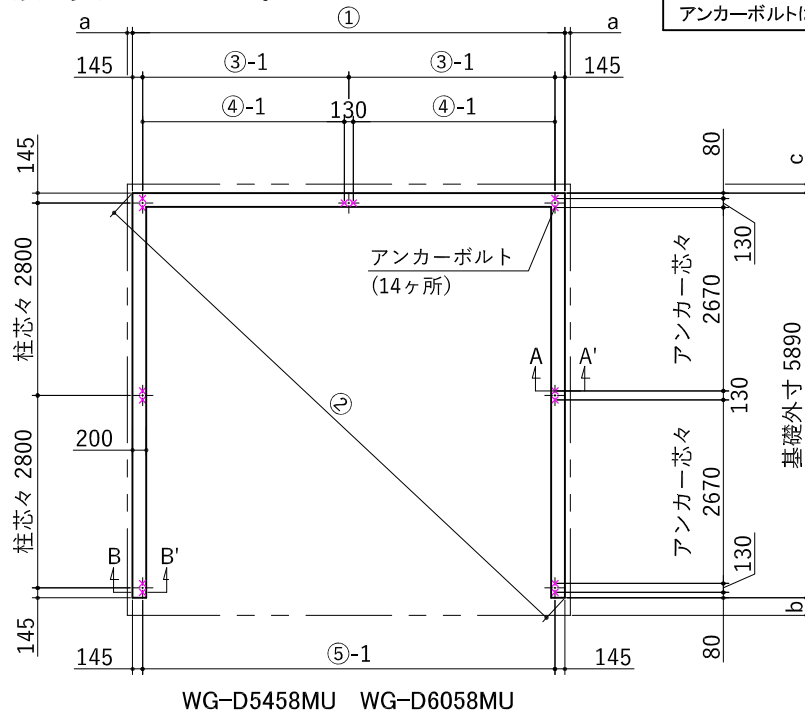 アンカーボルトは
a ① a
145 ③-1 ③-1 145
④-1 130 ④-1
145
80
c
130
アンカーボルト
(14ヶ所)
柱芯々 2800
アンカー芯々
2670
A A'
130
基礎外寸 5890
②
200
柱芯々 2800
アンカー芯々
2670
B B'
130
b
145
80
145 ⑤-1 145
WG-D5458MU WG-D6058MU